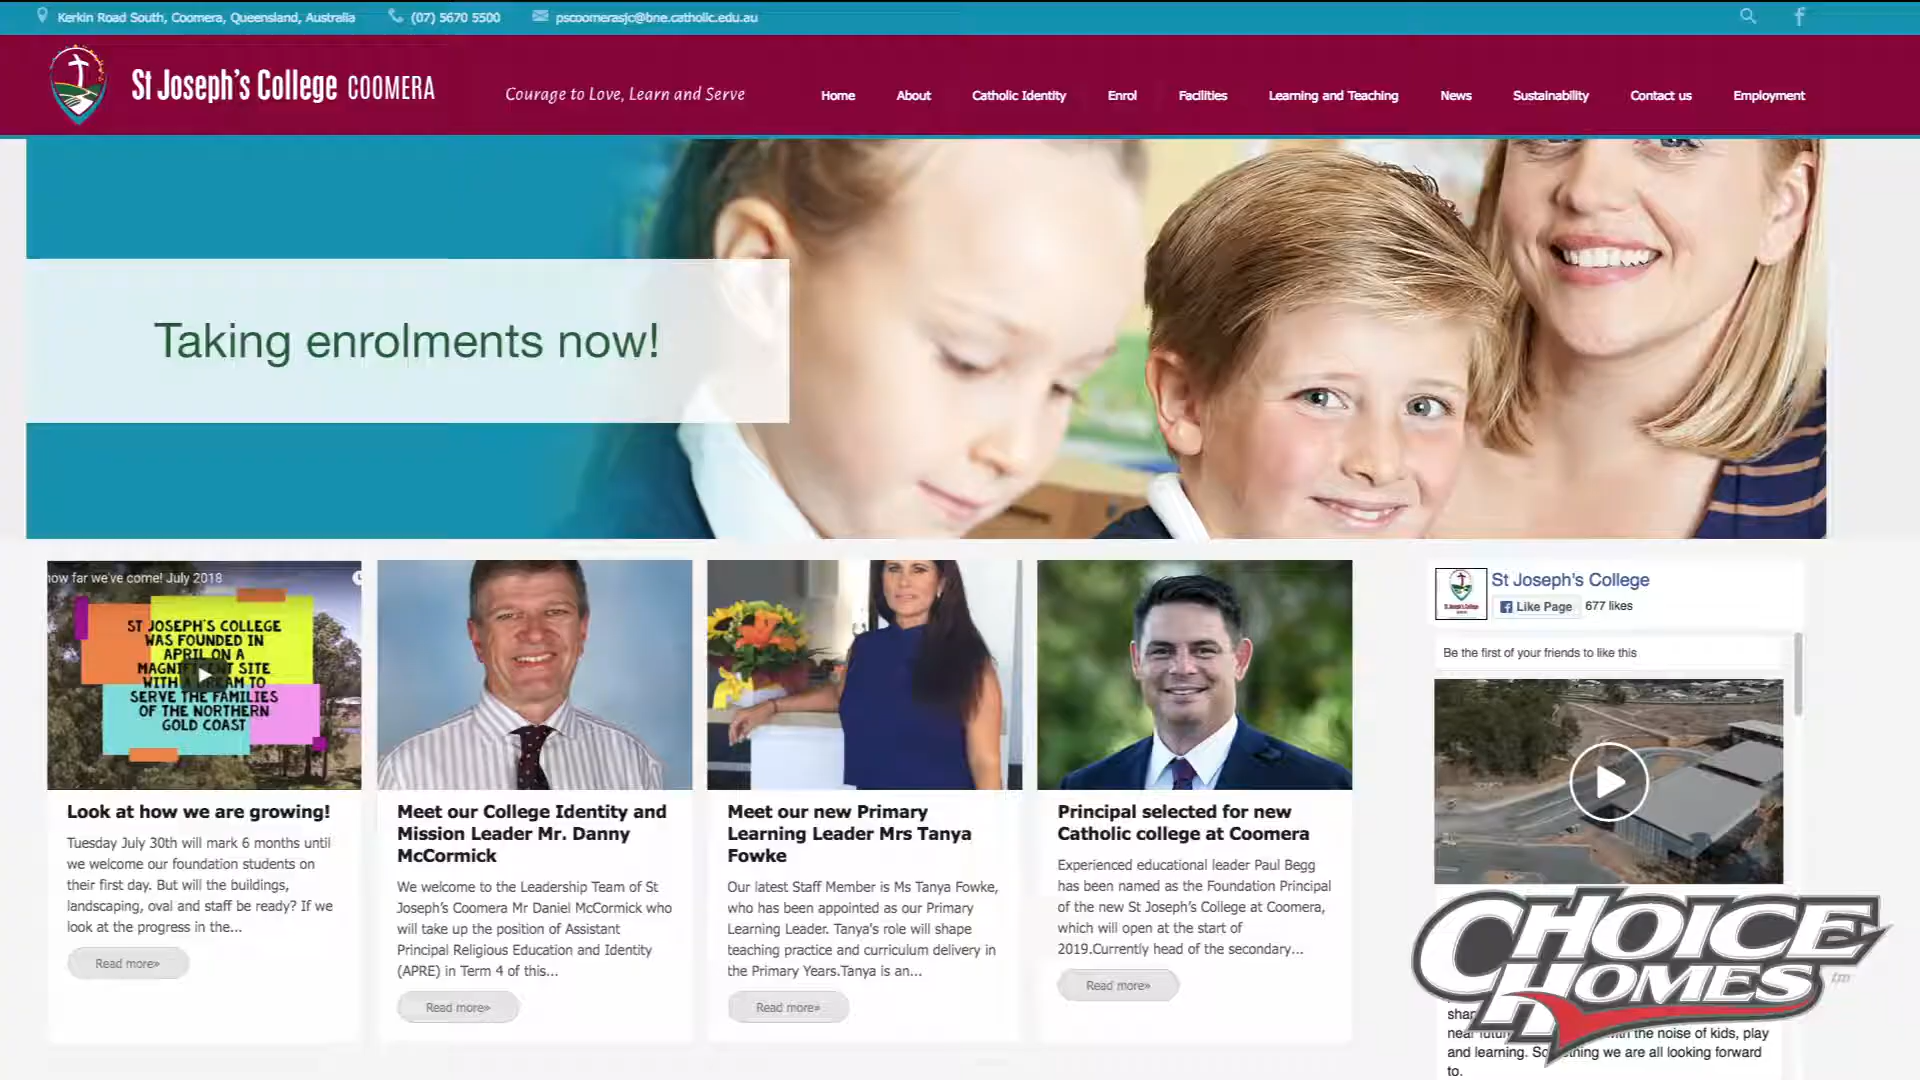 Kerkin Road South, Coomera, Queensland, Australia
(07) 5670 5500
pscoomerasjc@bne.catholic.edu.au
St Joseph's College COOMERA
Courage to Love, Learn and Serve
Home
About
Catholic Identity
Enrol
Facilities
Learning and Teaching
News
Sustainability
Contact us
Employment
Taking enrolments now!
how far we've come! July 2018
ST JOSEPH'S COLLEGE
WAS FOUNDED IN
APRIL ON A
MAGNIFICENT SITE
WITH A DREAM TO
SERVE THE FAMILIES
OF THE NORTHERN
GOLD COAST
Look at how we are growing!
Tuesday July 30th will mark 6 months until
we welcome our foundation students on
their first day. But will the buildings,
landscaping, oval and staff be ready? If we
look at the progress in the...
Read more»
Meet our College Identity and
Mission Leader Mr. Danny
McCormick
We welcome to the Leadership Team of St
Joseph's Coomera Mr Daniel McCormick who
will take up the position of Assistant
Principal Religious Education and Identity
(APRE) in Term 4 of this...
Read more»
Meet our new Primary
Learning Leader Mrs Tanya
Fowke
Our latest Staff Member is Ms Tanya Fowke,
who has been appointed as our Primary
Learning Leader. Tanya's role will shape
teaching practice and curriculum delivery in
the Primary Years.Tanya is an...
Read more»
Principal selected for new
Catholic college at Coomera
Experienced educational leader Paul Begg
has been named as the Foundation Principal
of the new St Joseph's College at Coomera,
which will open at the start of
2019.Currently head of the secondary...
Read more»
St Joseph's College
Like Page 677 likes
Be the first of your friends to like this
CHOICE
HOMES tm
near with the noise of kids, play
and learning. Something we are all looking forward
to.